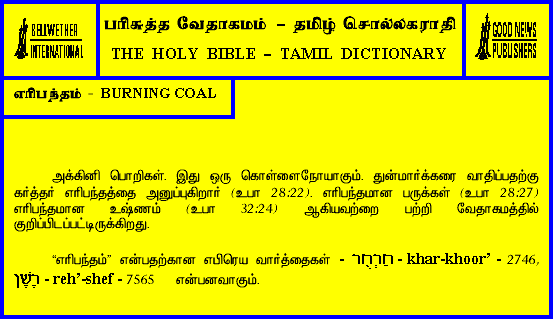 BELLWETHER
INTERNATIONAL
பரிசுத்த வேதாகமம் – தமிழ் சொல்லகராதி
THE HOLY BIBLE – TAMIL DICTIONARY
GOOD NEWS
PUBLISHERS
எரிபந்தம் - BURNING COAL
அக்கினி பொறிகள். இது ஒரு கொள்ளைநோயாகும். துன்மார்க்கரை வாதிப்பதற்கு
கர்த்தர் எரிபந்தத்தை அனுப்புகிறார் (உபா 28:22). எரிபந்தமான பருக்கள் (உபா 28:27)
எரிபந்தமான உஷ்ணம் (உபா 32:24) ஆகியவற்றை பற்றி வேதாகமத்தில்
குறிப்பிடப்பட்டிருக்கிறது.
“எரிபந்தம்” என்பதற்கான எபிரெய வார்த்தைகள் - חַרְחֻר - khar-khoor’ - 2746,
רֶשֶׁף - reh’-shef - 7565 என்பனவாகும்.